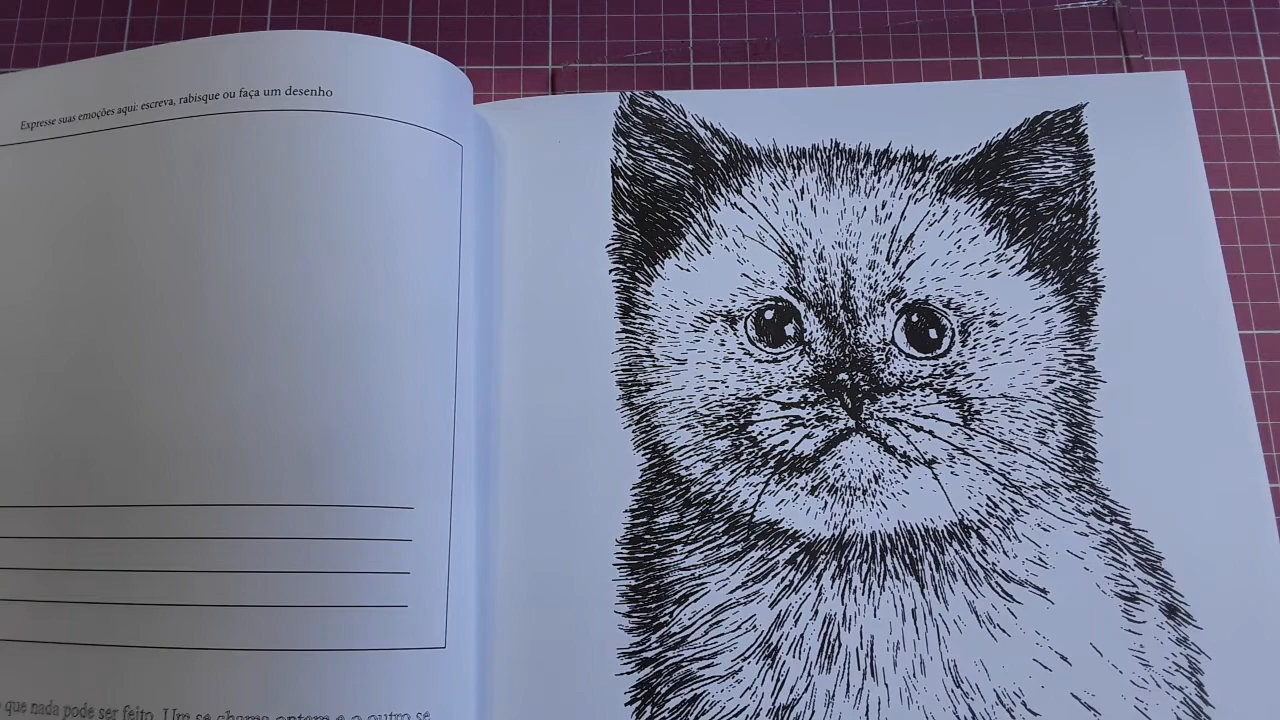 Expresse suas emoções aqui: escreva, rabisque ou faça um desenho
que nada pode ser feito. Um se chama ontem e o outro se